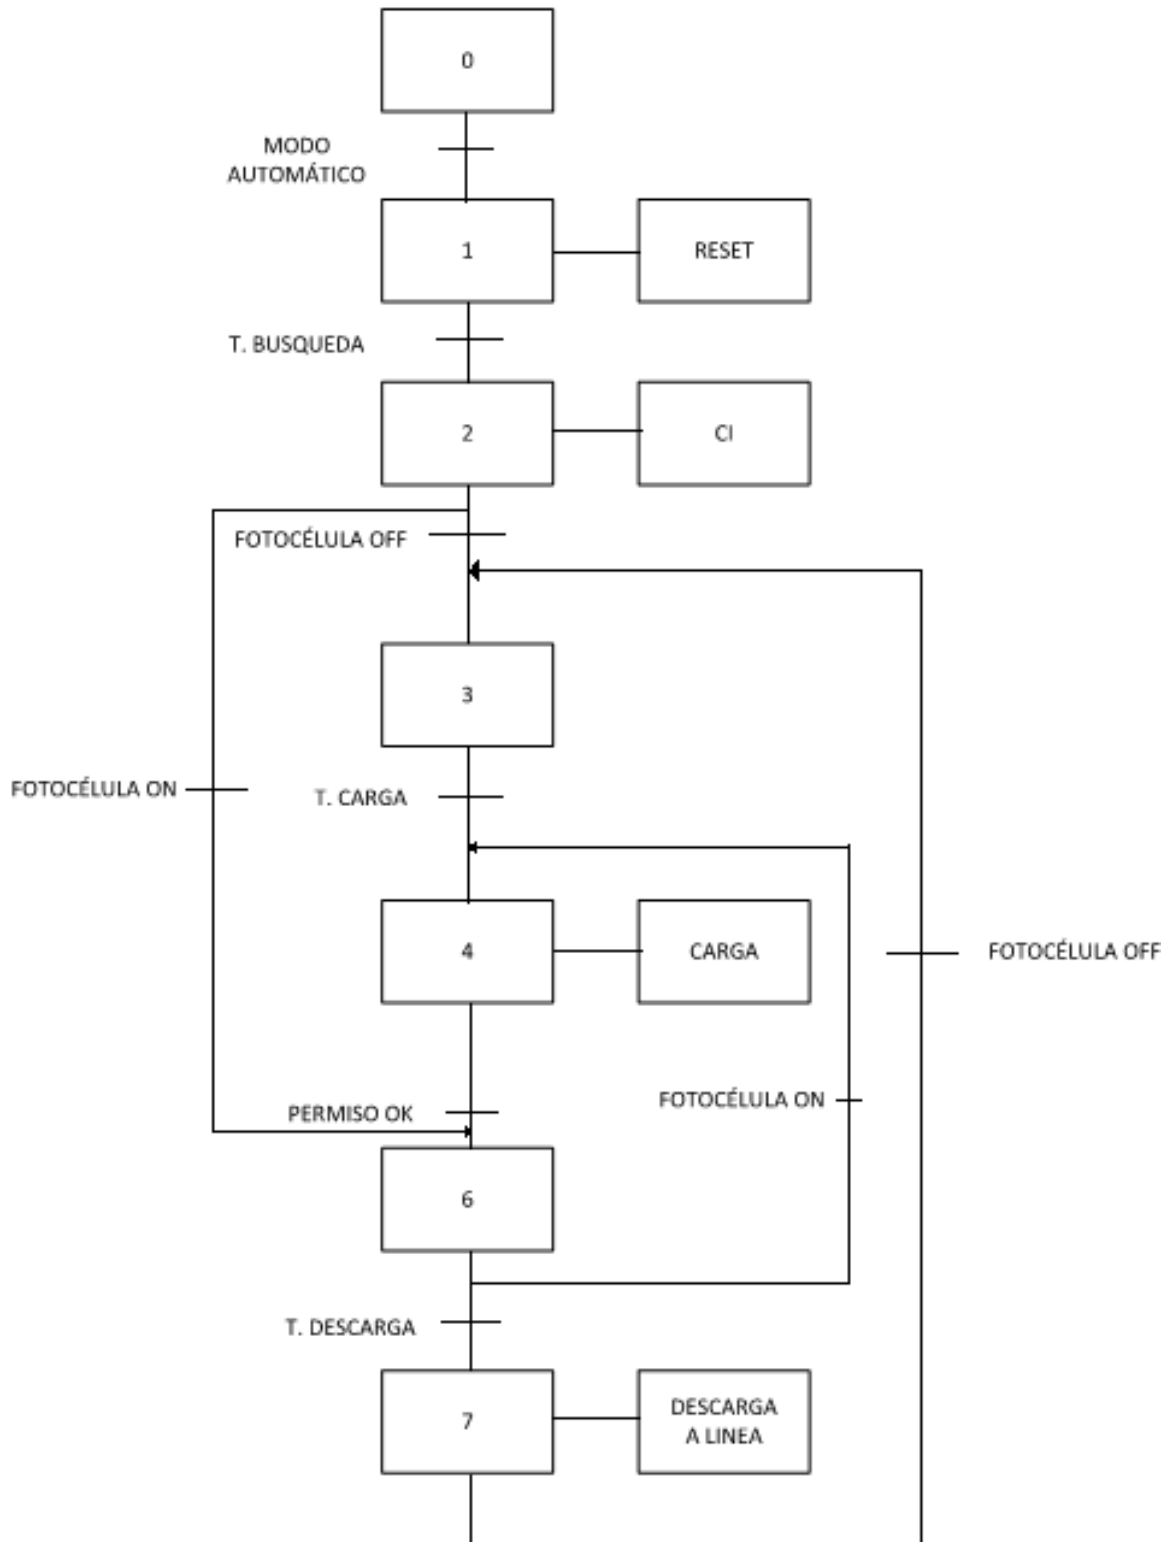 0
MODO
AUTOMÁTICO
1
RESET
T. BUSQUEDA
2
CI
FOTOCÉLULA OFF
3
FOTOCÉLULA ON
T. CARGA
4
CARGA
FOTOCÉLULA OFF
FOTOCÉLULA ON
PERMISO OK
6
T. DESCARGA
7
DESCARGA
A LINEA